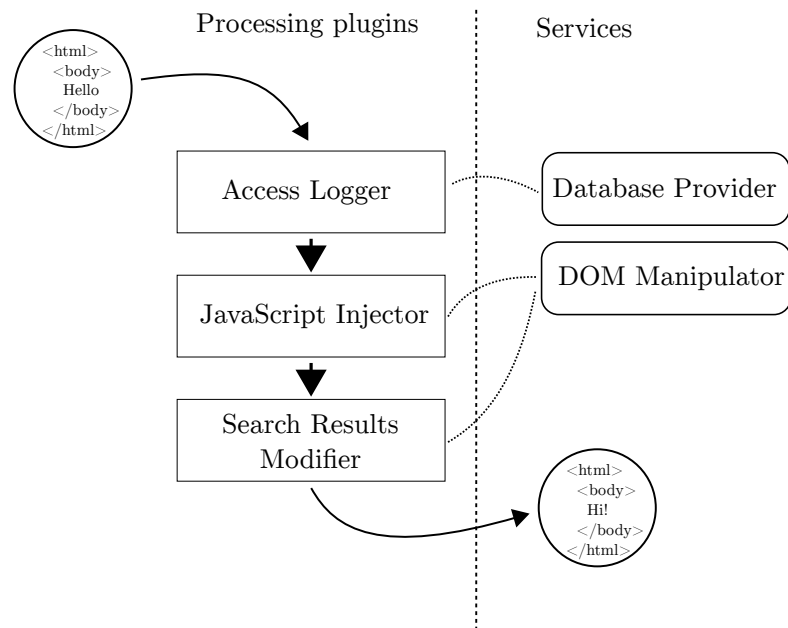 Processing plugins
Services
<html>
<body>
Hello
</body>
</html>
Access Logger
Database Provider
JavaScript Injector
DOM Manipulator
Search Results
Modifier
<html>
<body>
Hi!
</body>
</html>